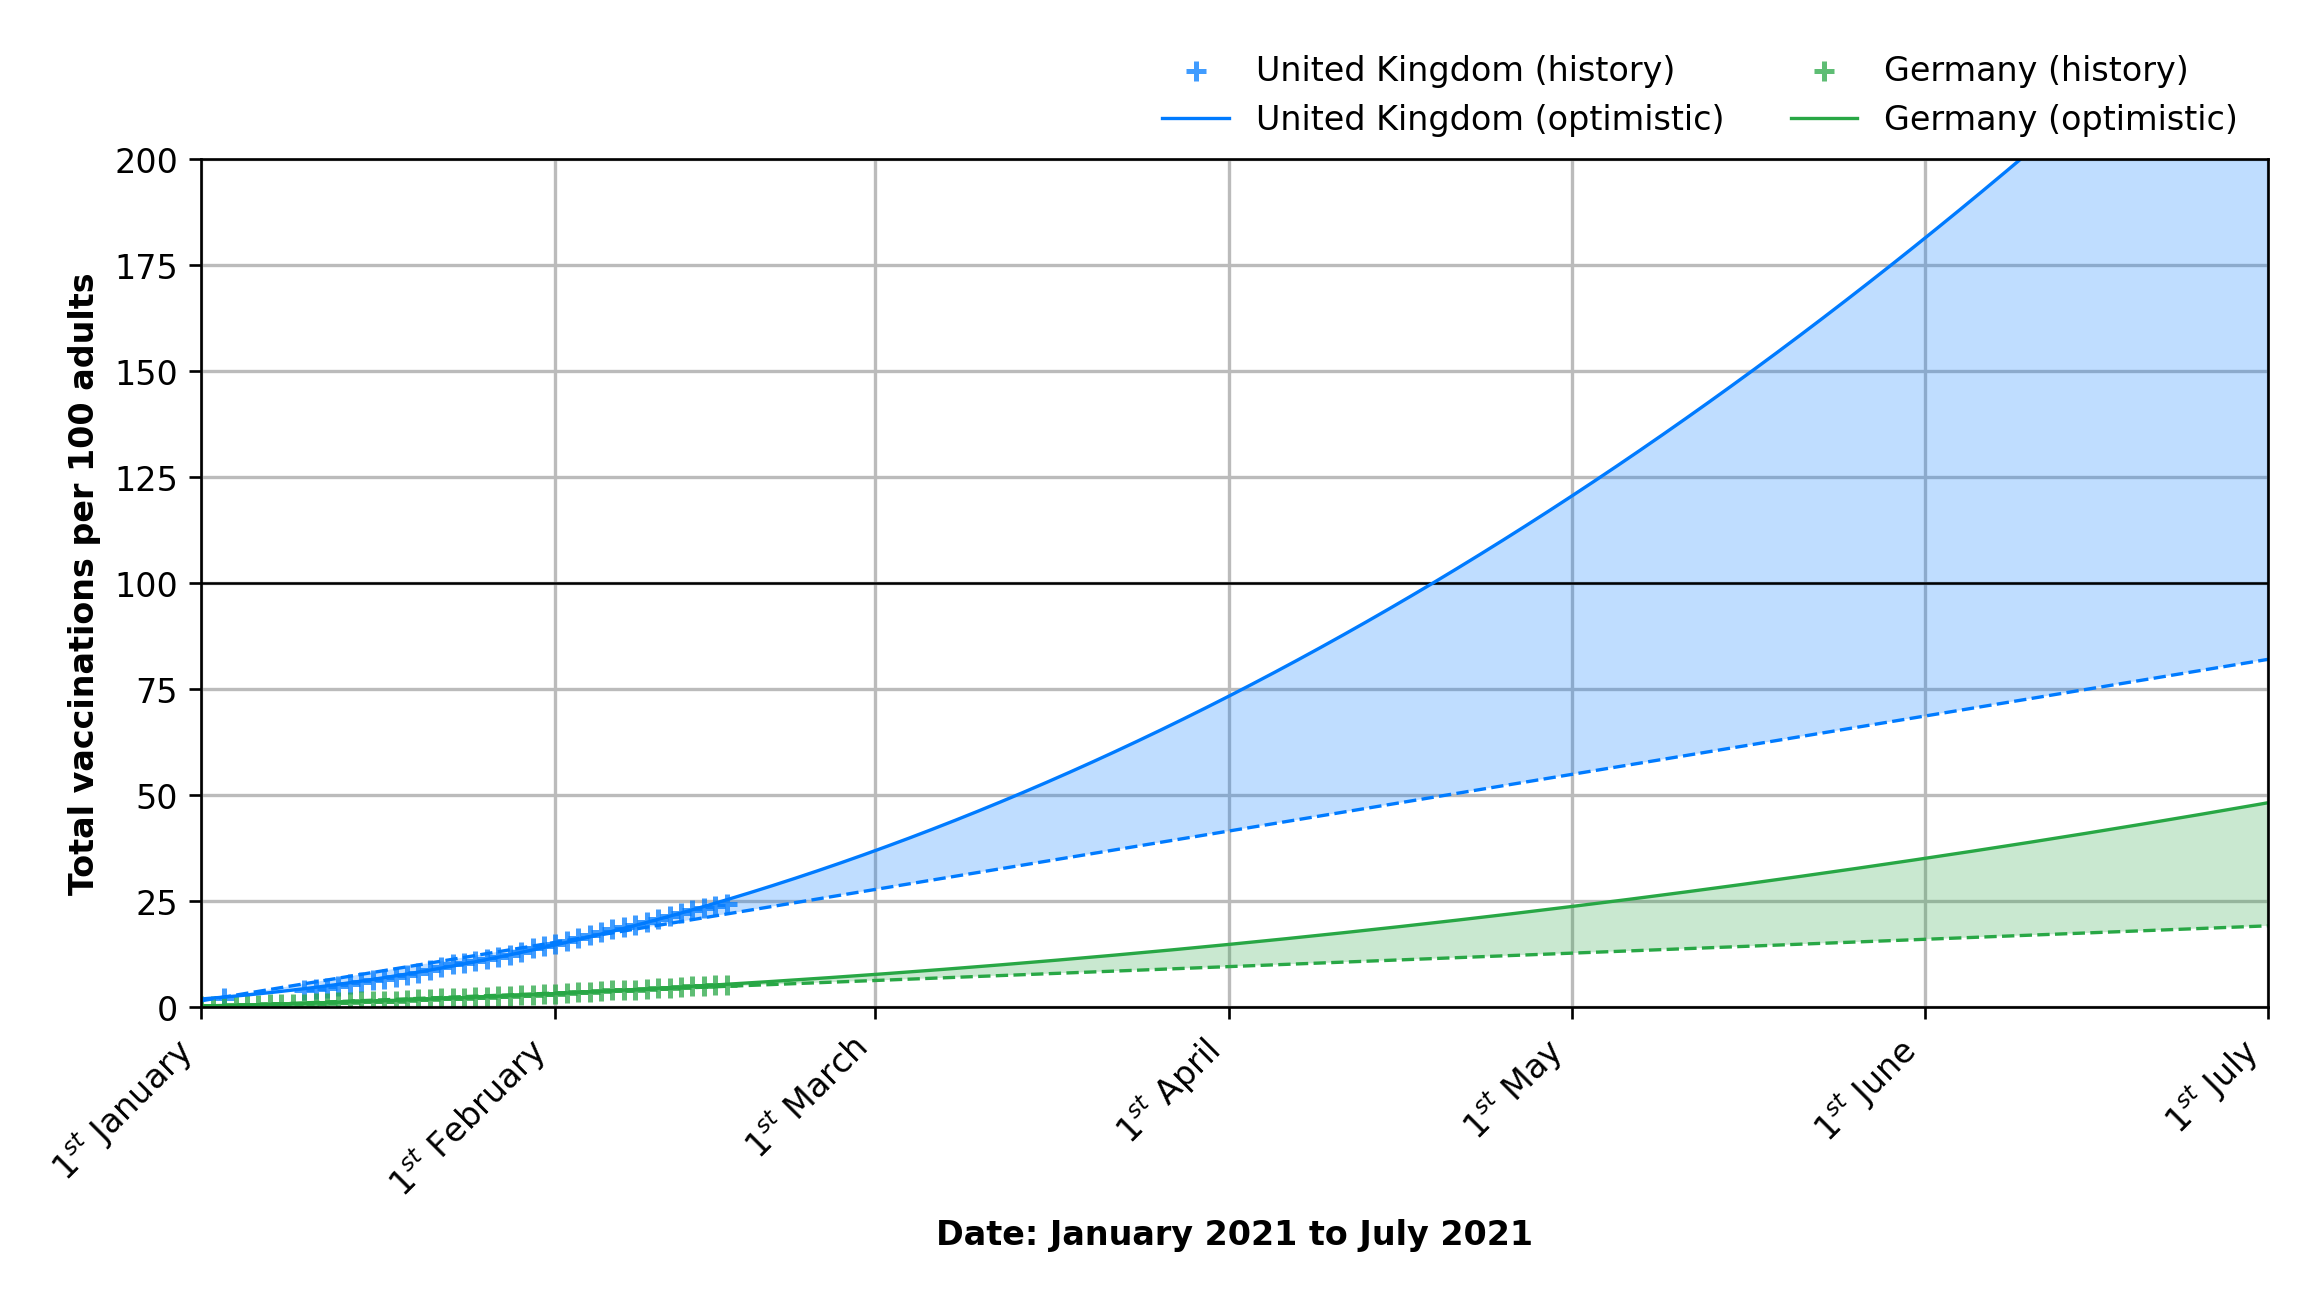 United Kingdom (history)
United Kingdom (optimistic)
Germany (history)
Germany (optimistic)
Total vaccinations per 100 adults
200
175
150
125
100
75
50
25
0
1st January
1st February
1st March
1st April
1st May
1st June
1st July
Date: January 2021 to July 2021